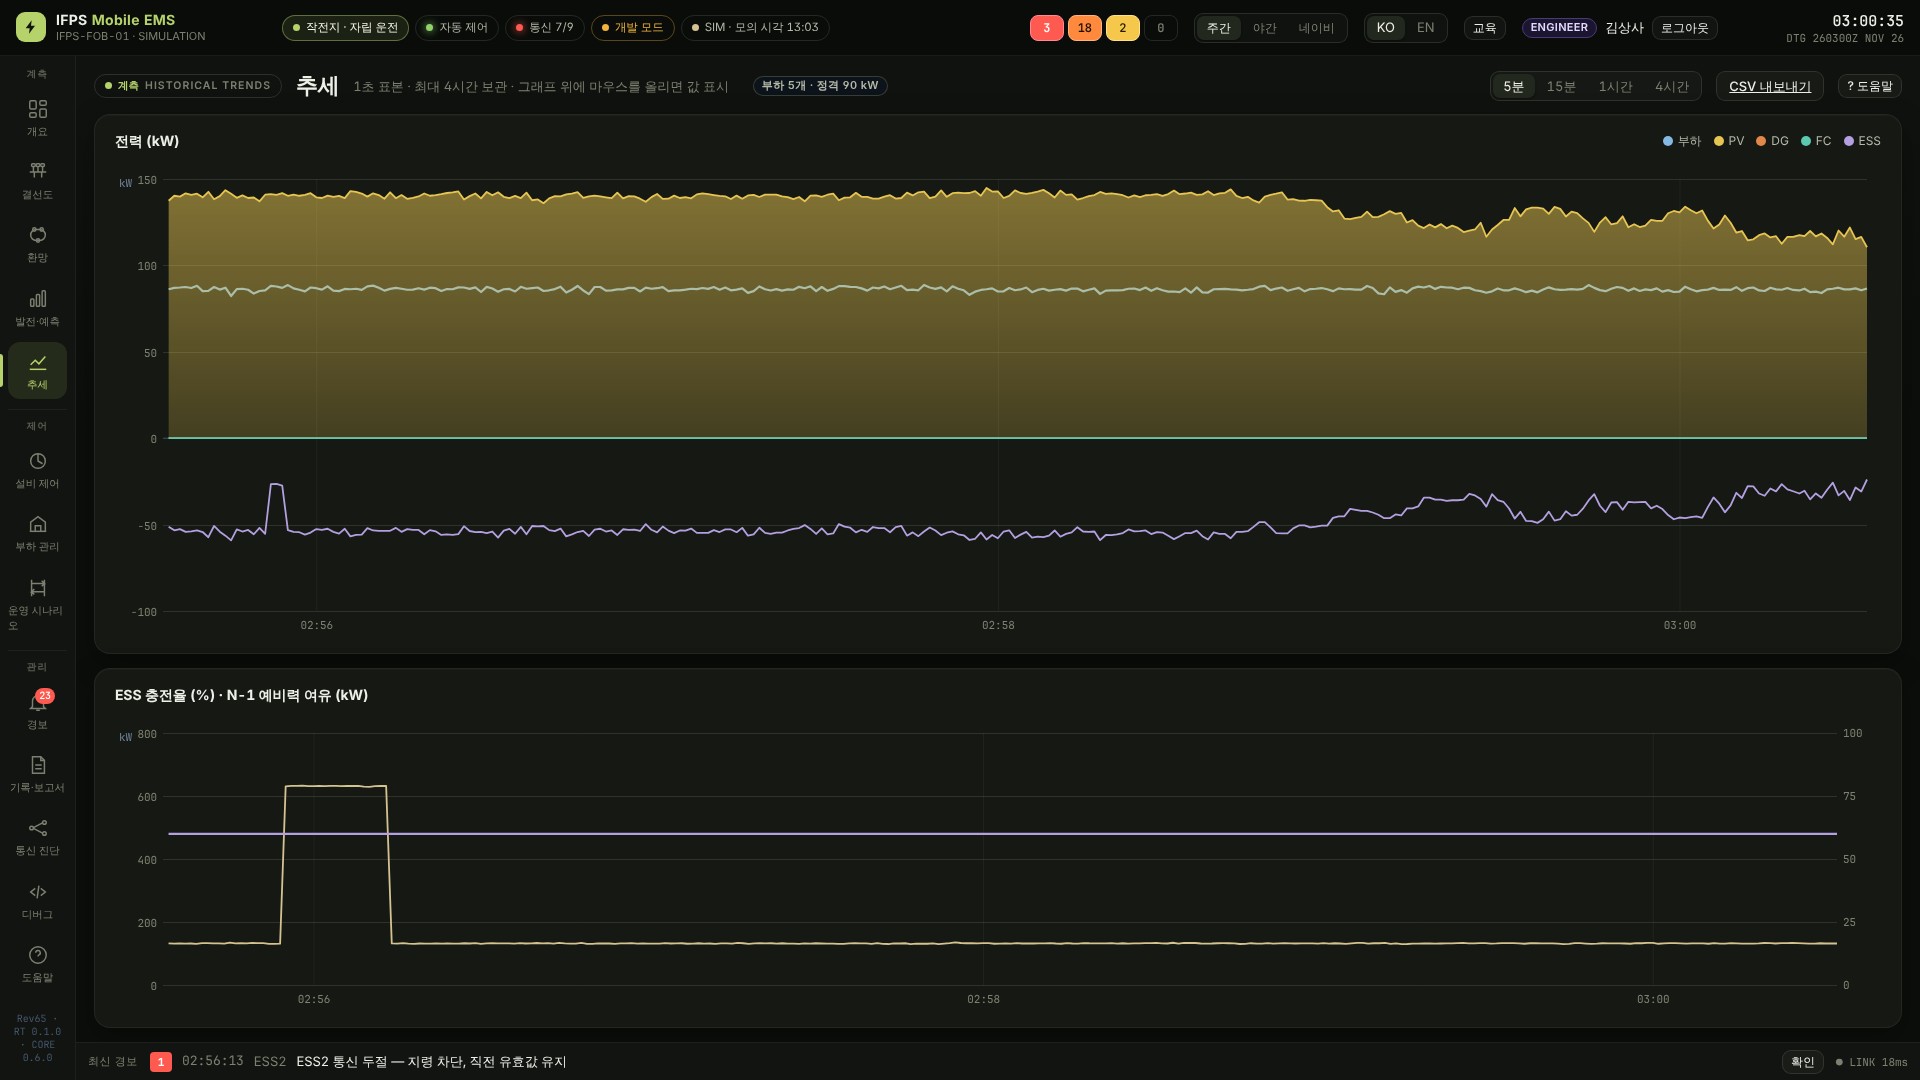 IFPS Mobile EMS
IFPS-FOB-01 · SIMULATION
작전지 · 자립 운전
자동 제어
통신 7/9
개발 모드
SIM · 모의 시각 13:03
3
18
2
0
주간
야간
네이비
KO
EN
교육
ENGINEER
김상사
로그아웃
03:00:35
DTG 260300Z NOV 26
계측
개요
결선도
환망
발전·예측
추세
제어
설비 제어
부하 관리
운영 시나리
오
관리
23
경보
기록·보고서
통신 진단
디버그
도움말
Rev65 ·
RT 0.1.0
· CORE
0.6.0
계측 HISTORICAL TRENDS
추세
1초 표본 · 최대 4시간 보관 · 그래프 위에 마우스를 올리면 값 표시
부하 5개 · 정격 90 kW
5분
15분
1시간
4시간
CSV 내보내기
? 도움말
전력 (kW)
부하
PV
DG
FC
ESS
kW
150
100
50
0
-50
-100
02:56
02:58
03:00
ESS 충전율 (%) · N-1 예비력 여유 (kW)
kW
800
600
400
200
0
100
75
50
25
0
02:56
02:58
03:00
최신 경보
1
02:56:13
ESS2
ESS2 통신 두절 — 지령 차단, 직전 유효값 유지
확인
LINK 18ms